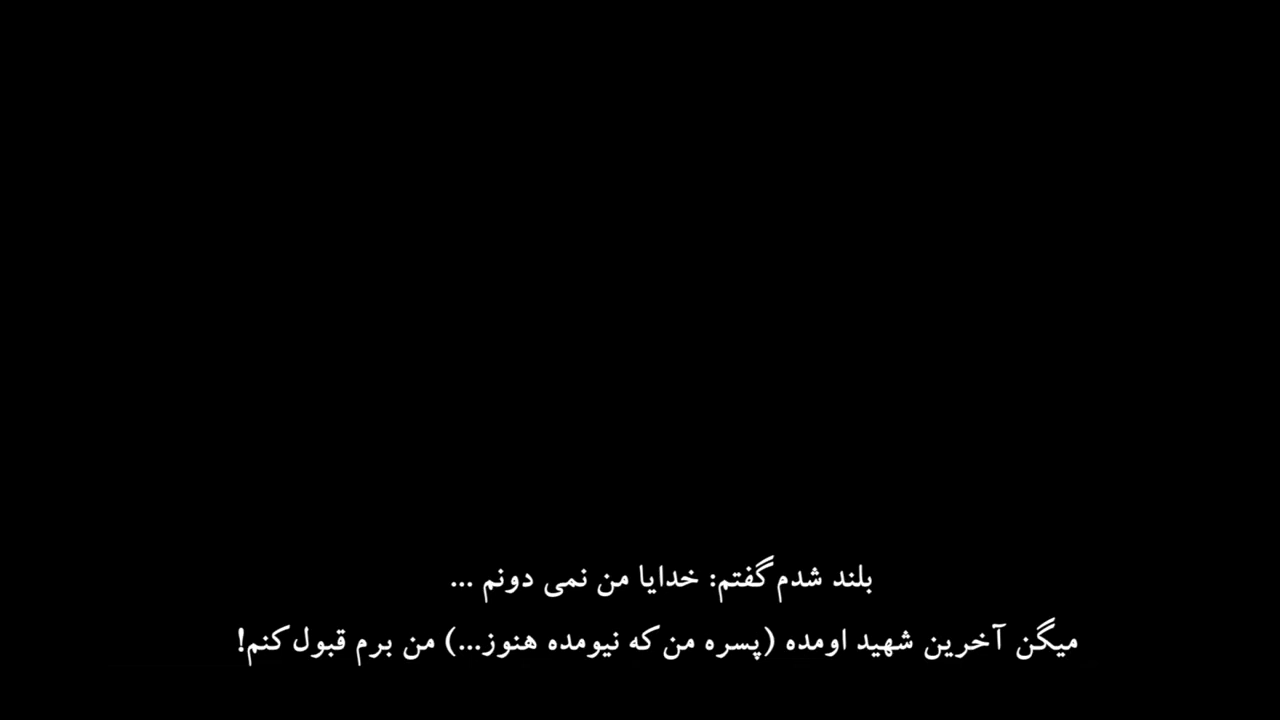 بلند شدم گفتم: خدایا من نمی دونم ...
میگن آخرین شهید اومده (پسره من که نیومده هنوز...) من برم قبول کنم!